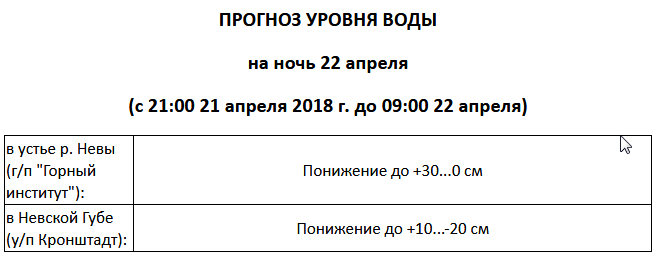 ПРОГНОЗ УРОВНЯ ВОДЫ
на ночь 22 апреля
(с 21:00 21 апреля 2018 г. до 09:00 22 апреля)
в устье р. Невы
(г/п "Горный
институт"):
Понижение до +30...0 см
в Невской Губе
(у/п Кронштадт):
Понижение до +10...-20 см